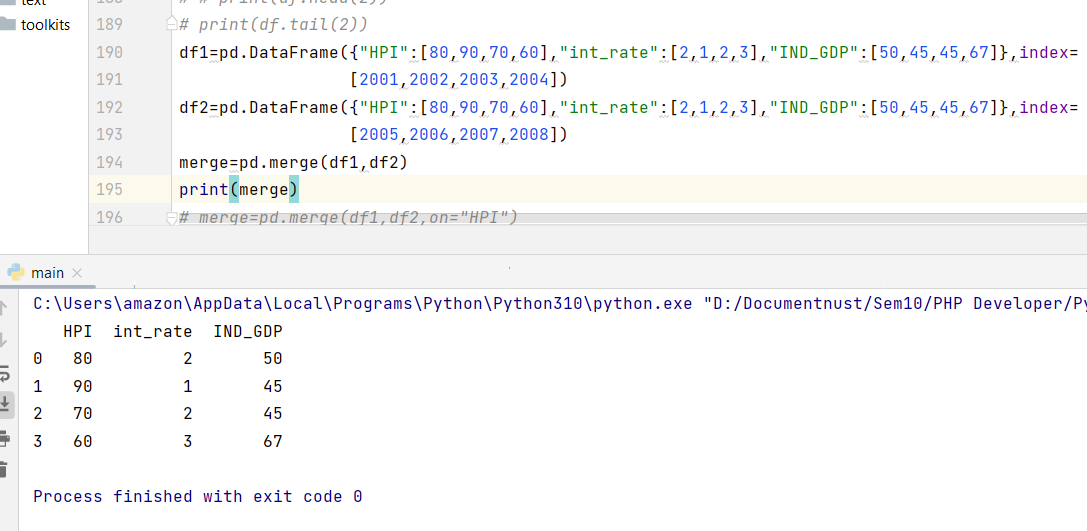 text
toolkits
188 # # print(df.head(2))
189 # print(df.tail(2))
190 df1=pd.DataFrame({"HPI":[80,90,70,60],"int_rate":[2,1,2,3],"IND_GDP":[50,45,45,67]},index=
191 [2001,2002,2003,2004])
192 df2=pd.DataFrame({"HPI":[80,90,70,60],"int_rate":[2,1,2,3],"IND_GDP":[50,45,45,67]},index=
193 [2005,2006,2007,2008])
194 merge=pd.merge(df1,df2)
195 print(merge)
196 # merge=pd.merge(df1,df2,on="HPI")
main
C:\Users\amazon\AppData\Local\Programs\Python\Python310\python.exe "D:/Documentnust/Sem10/PHP Developer/Py
HPI int_rate IND_GDP
0 80 2 50
1 90 1 45
2 70 2 45
3 60 3 67
Process finished with exit code 0